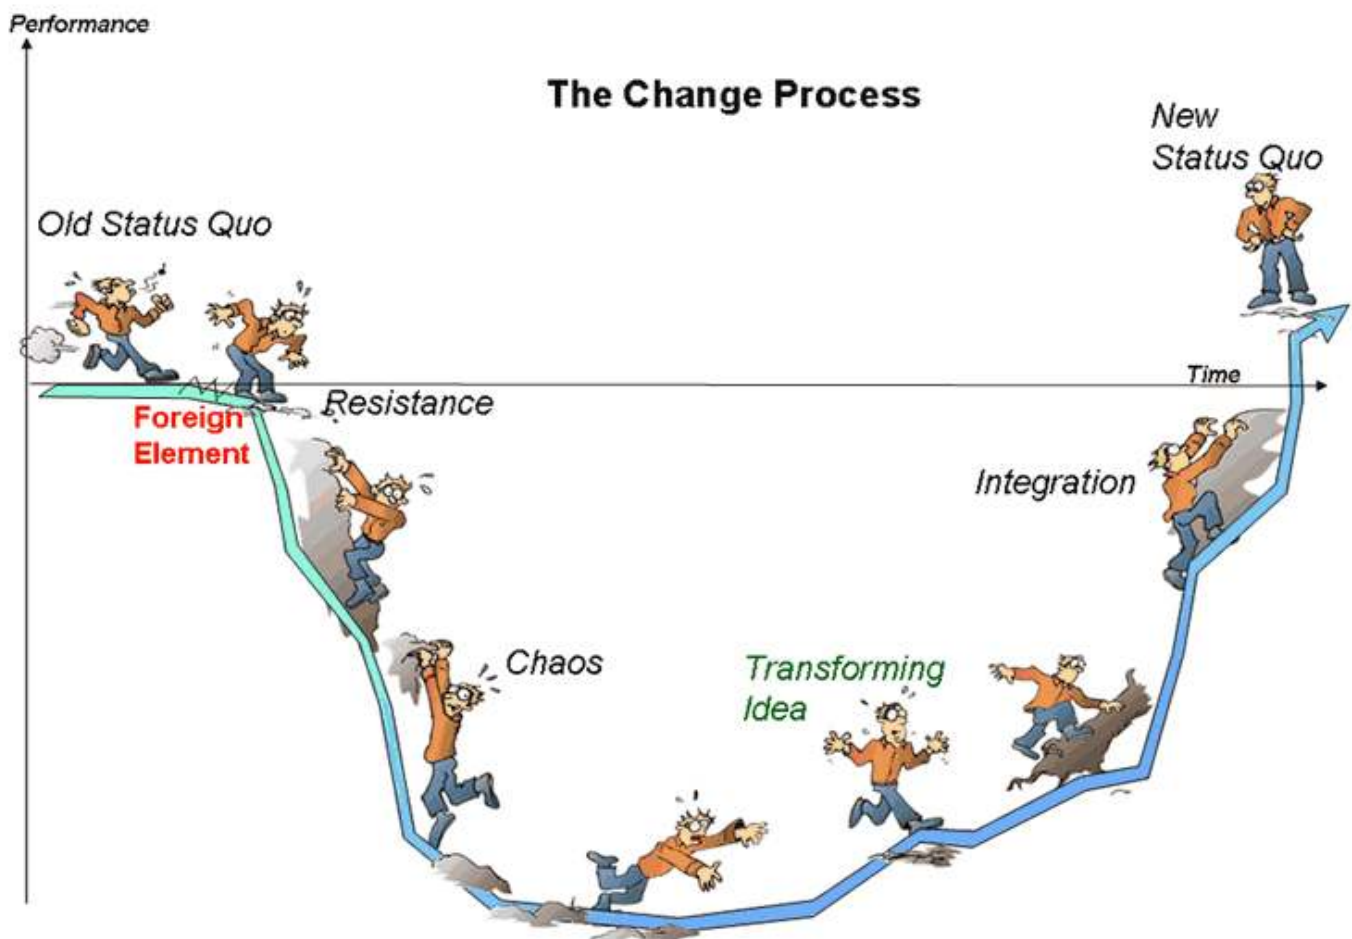 Performance
The Change Process
New
Status Quo
Old Status Quo
Time
Resistance
Foreign
Element
Integration
Chaos
Transforming
Idea